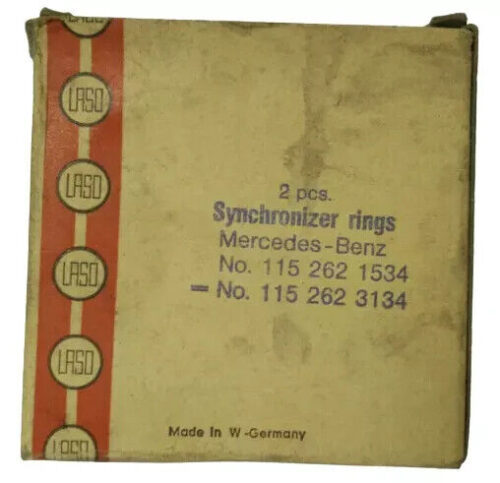 LASO
LASO
LASO
LASO
LASO
LASO
2 pcs.
Synchronizer rings
Mercedes-Benz
No. 115 262 1534
= No. 115 262 3134
Made in W-Germany